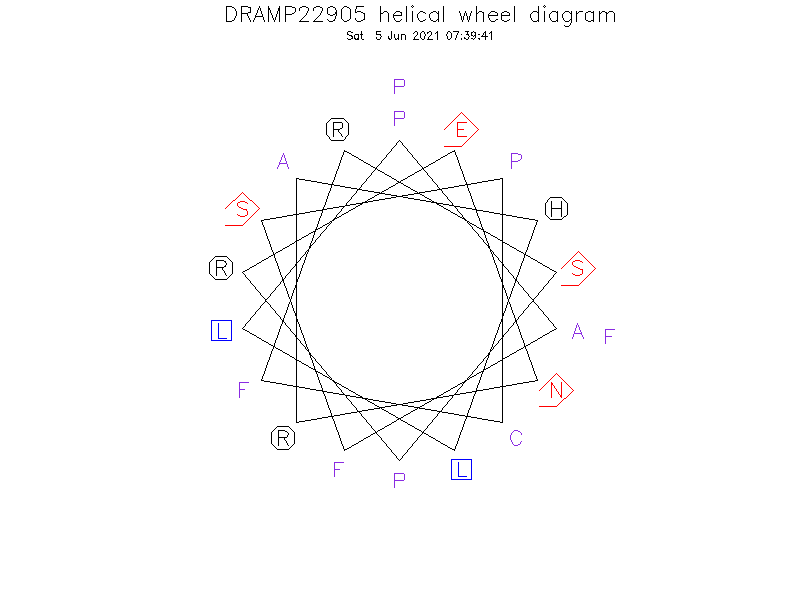 DRAMP22905 helical wheel diagram
Sat 5 Jun 2021 07:39:41
P
R P E
A P
S H
R S
L A F
F N
R C
F P L